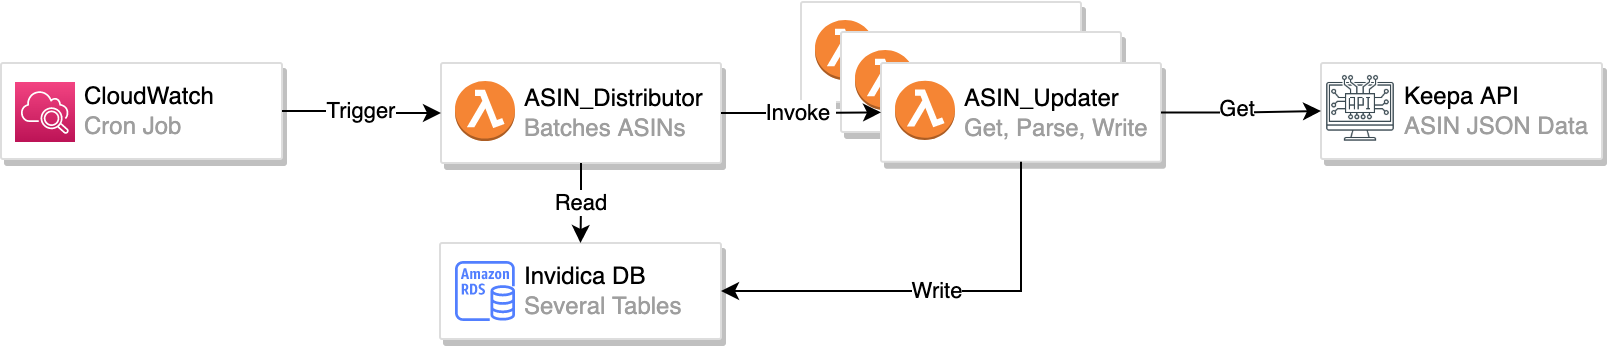 CloudWatch
Cron Job
Trigger
ASIN_Distributor
Batches ASINs
Invoke
ASIN_Updater
Get, Parse, Write
Get
API
Keepa API
ASIN JSON Data
Read
Amazon
RDS
Invidica DB
Several Tables
Write